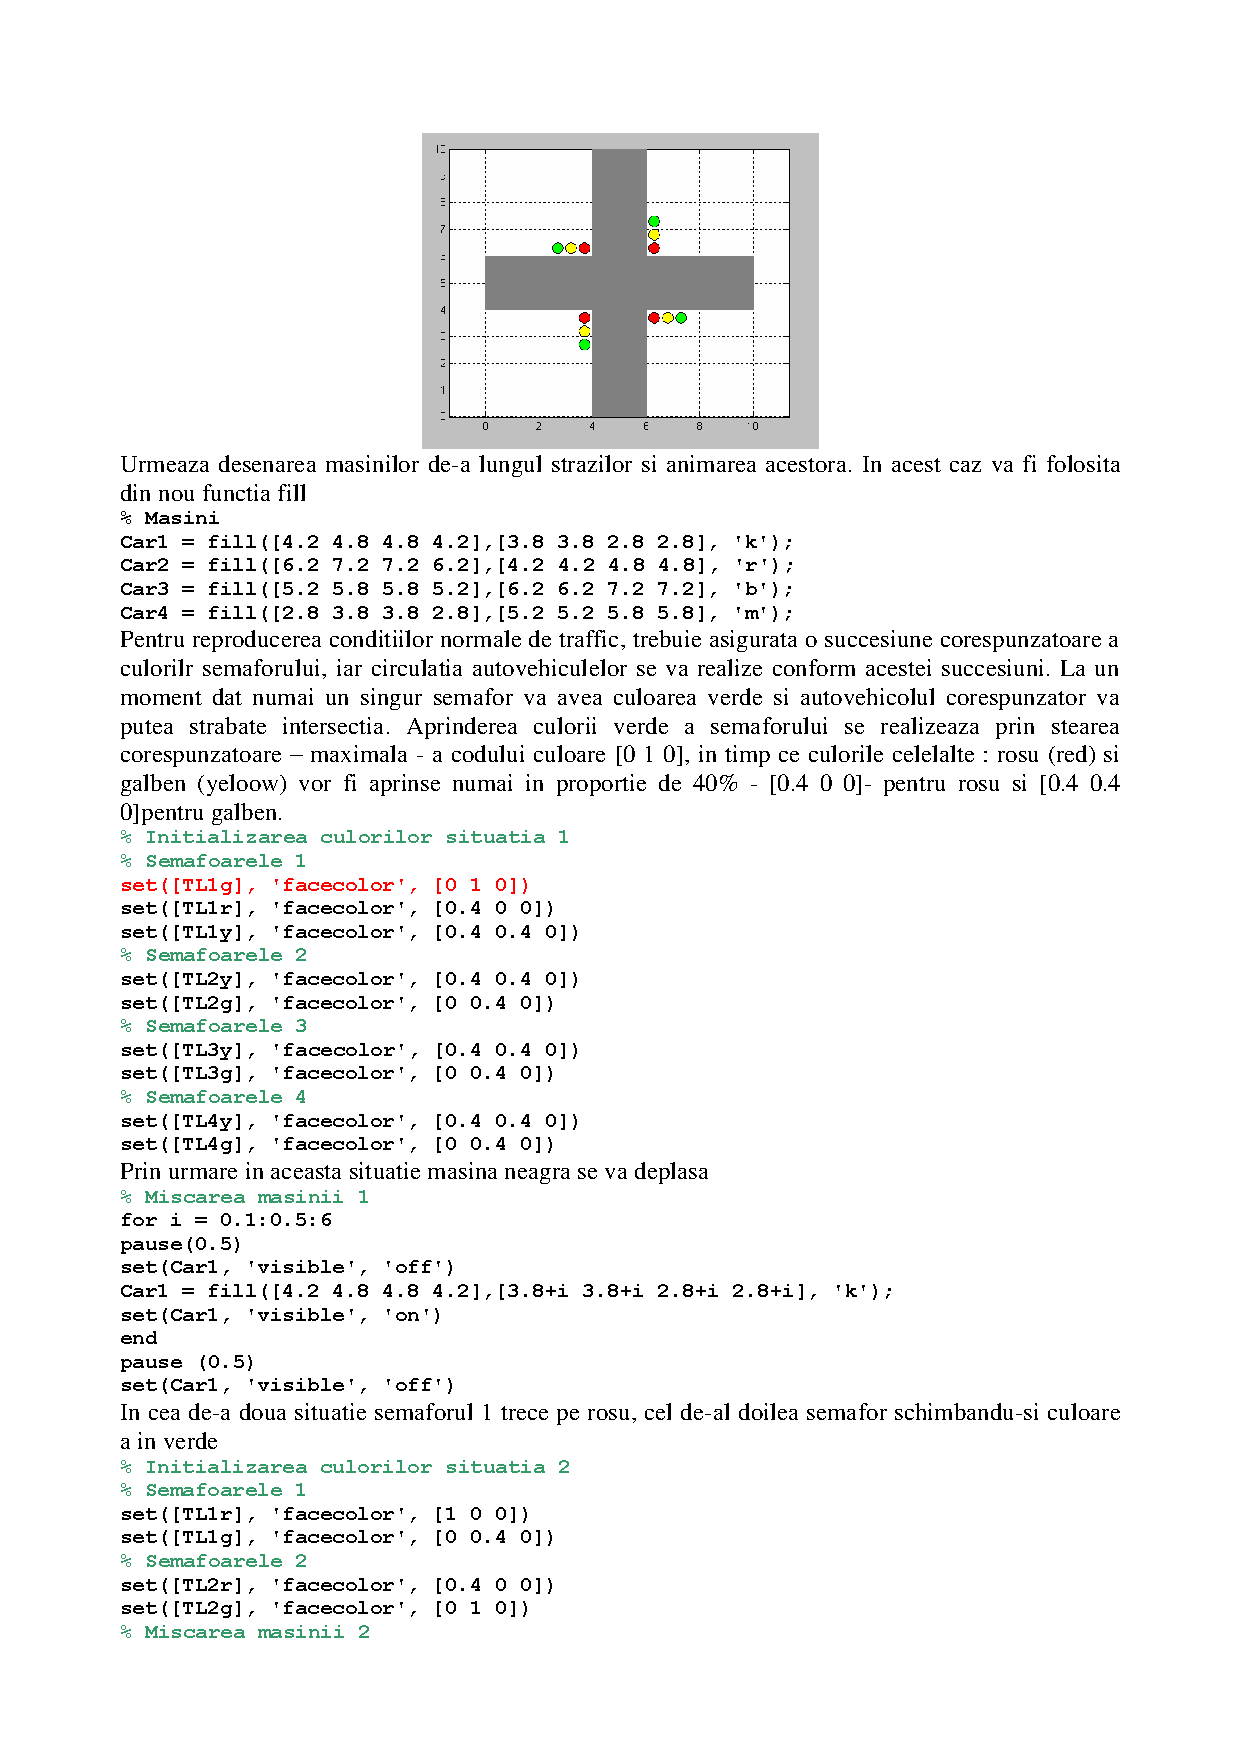 10
7
4
2
1
0 2 4 6 8 10
Urmeaza desenarea masinilor de-a lungul strazilor si animarea acestora. In acest caz va fi folosita
din nou functia fill
% Masini
Car1 = fill([4.2 4.8 4.8 4.2],[3.8 3.8 2.8 2.8], 'k');
Car2 = fill([6.2 7.2 7.2 6.2],[4.2 4.2 4.8 4.8], 'r');
Car3 = fill([5.2 5.8 5.8 5.2],[6.2 6.2 7.2 7.2], 'b');
Car4 = fill([2.8 3.8 3.8 2.8],[5.2 5.2 5.8 5.8], 'm');
Pentru reproducerea conditiilor normale de traffic, trebuie asigurata o succesiune corespunzatoare a
culorilr semaforului, iar circulatia autovehiculelor se va realize conform acestei succesiuni. La un
moment dat numai un singur semafor va avea culoarea verde si autovehicolul corespunzator va
putea strabate intersectia. Aprinderea culorii verde a semaforului se realizeaza prin stearea
corespunzatoare – maximala - a codului culoare [0 1 0], in timp ce culorile celelalte : rosu (red) si
galben (yeloow) vor fi aprinse numai in proportie de 40% - [0.4 0 0]- pentru rosu si [0.4 0.4
0]pentru galben.
% Initializarea culorilor situatia 1
% Semafoarele 1
set([TL1g], 'facecolor', [0 1 0])
set([TL1r], 'facecolor', [0.4 0 0])
set([TL1y], 'facecolor', [0.4 0.4 0])
% Semafoarele 2
set([TL2y], 'facecolor', [0.4 0.4 0])
set([TL2g], 'facecolor', [0 0.4 0])
% Semafoarele 3
set([TL3y], 'facecolor', [0.4 0.4 0])
set([TL3g], 'facecolor', [0 0.4 0])
% Semafoarele 4
set([TL4y], 'facecolor', [0.4 0.4 0])
set([TL4g], 'facecolor', [0 0.4 0])
Prin urmare in aceasta situatie masina neagra se va deplasa
% Miscarea masinii 1
for i = 0.1:0.5:6
pause(0.5)
set(Car1, 'visible', 'off')
Car1 = fill([4.2 4.8 4.8 4.2],[3.8+i 3.8+i 2.8+i 2.8+i], 'k');
set(Car1, 'visible', 'on')
end
pause (0.5)
set(Car1, 'visible', 'off')
In cea de-a doua situatie semaforul 1 trece pe rosu, cel de-al doilea semafor schimbandu-si culoare
a in verde
% Initializarea culorilor situatia 2
% Semafoarele 1
set([TL1r], 'facecolor', [1 0 0])
set([TL1g], 'facecolor', [0 0.4 0])
% Semafoarele 2
set([TL2r], 'facecolor', [0.4 0 0])
set([TL2g], 'facecolor', [0 1 0])
% Miscarea masinii 2